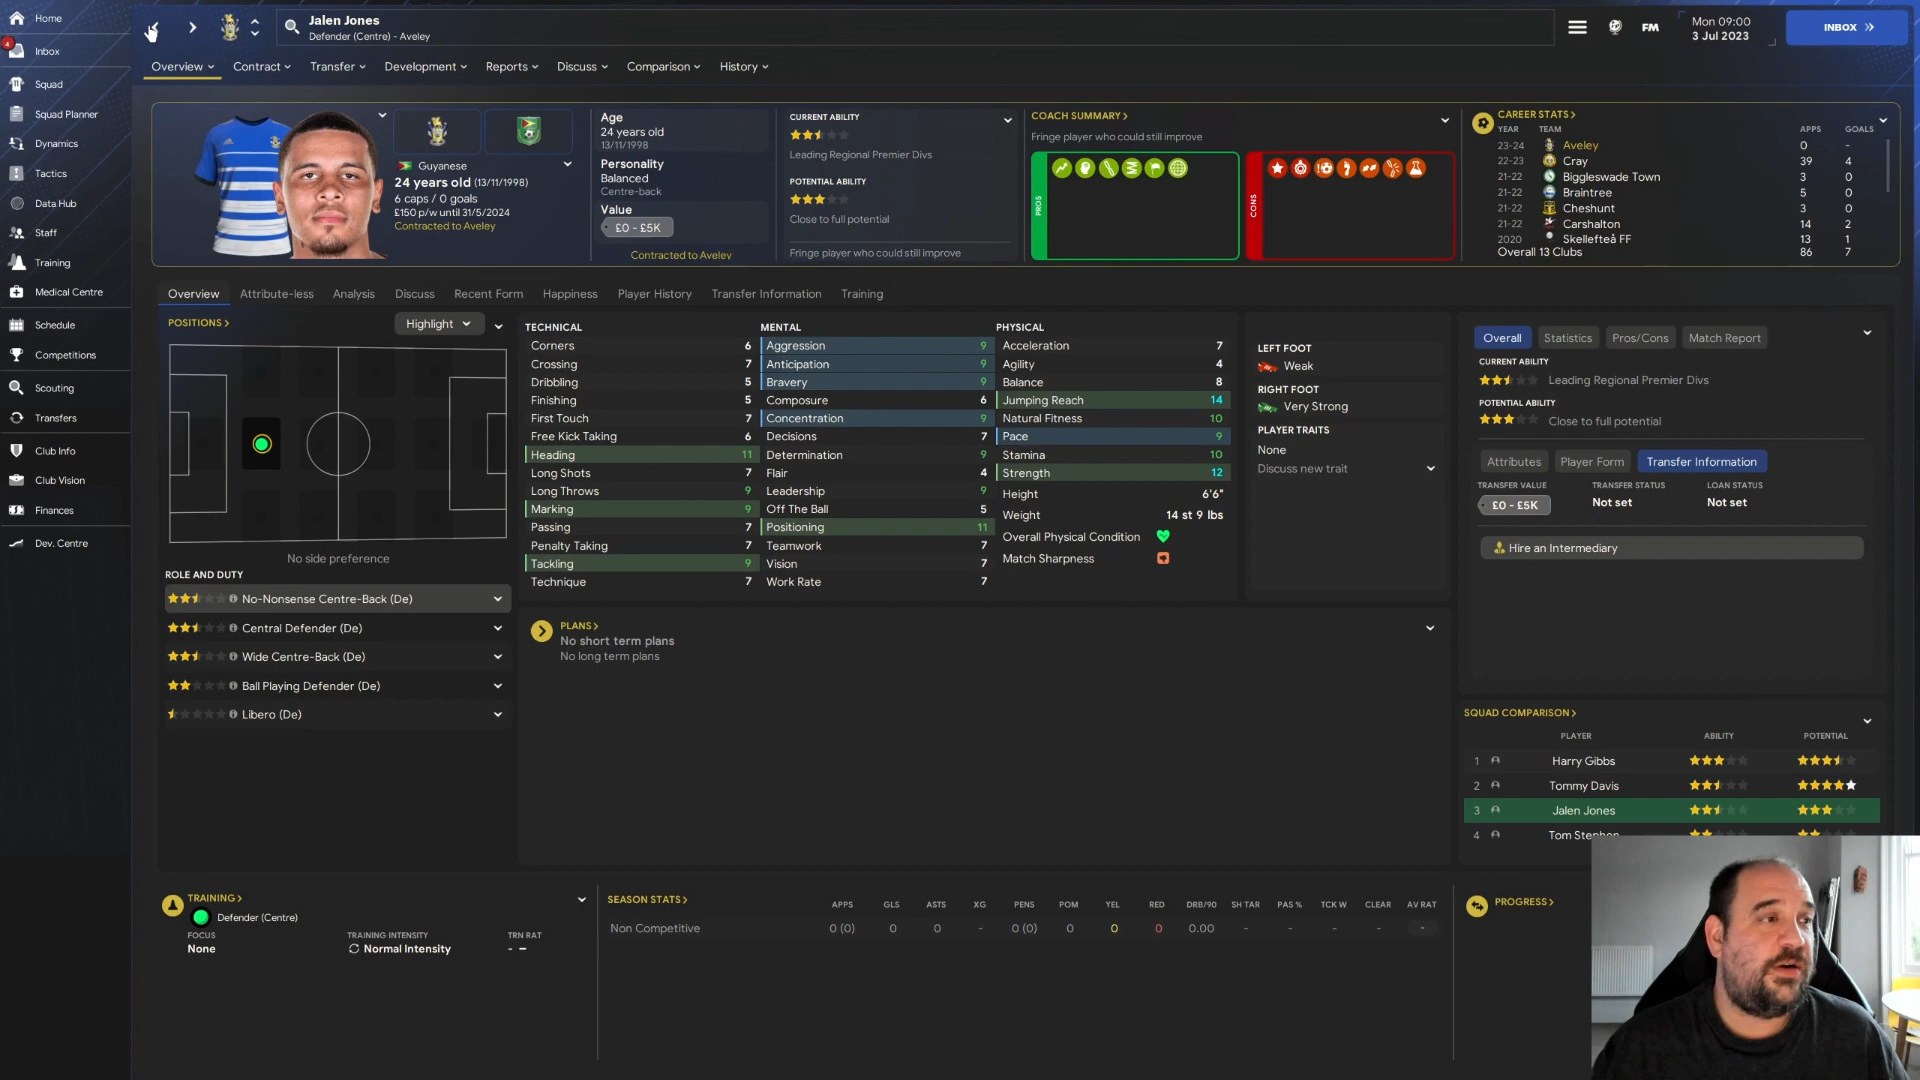 Home
4
Inbox
Squad
Squad Planner
Dynamics
Tactics
Data Hub
Staff
Training
Medical Centre
Schedule
Competitions
Scouting
Transfers
Club Info
Club Vision
Finances
Dev. Centre
Jalen Jones
Defender (Centre) - Aveley
FM
Mon 09:00
3 Jul 2023
INBOX
Overview
Contract
Transfer
Development
Reports
Discuss
Comparison
History
Guyanese
24 years old (13/11/1998)
6 caps / 0 goals
£150 p/w until 31/5/2024
Contracted to Aveley
Age
24 years old
13/11/1998
Personality
Balanced
Centre-back
Value
£0 - £5K
Contracted to Aveley
CURRENT ABILITY
Leading Regional Premier Divs
POTENTIAL ABILITY
Close to full potential
Fringe player who could still improve
COACH SUMMARY
Fringe player who could still improve
PROS
CONS
CAREER STATS
YEAR TEAM APPS GOALS
23-24 Aveley 0 -
22-23 Cray 39 4
21-22 Biggleswade Town 3 0
21-22 Braintree 5 0
21-22 Cheshunt 3 0
21-22 Carshalton 14 2
2020 Skellefteå FF 13 1
Overall 13 Clubs 86 7
Overview
Attribute-less
Analysis
Discuss
Recent Form
Happiness
Player History
Transfer Information
Training
POSITIONS
Highlight
No side preference
ROLE AND DUTY
No-Nonsense Centre-Back (De)
Central Defender (De)
Wide Centre-Back (De)
Ball Playing Defender (De)
Libero (De)
TECHNICAL
Corners 6
Crossing 7
Dribbling 5
Finishing 5
First Touch 7
Free Kick Taking 6
Heading 11
Long Shots 7
Long Throws 9
Marking 9
Passing 7
Penalty Taking 7
Tackling 9
Technique 7
MENTAL
Aggression 9
Anticipation 9
Bravery 9
Composure 6
Concentration 9
Decisions 7
Determination 9
Flair 4
Leadership 9
Off The Ball 5
Positioning 11
Teamwork 7
Vision 7
Work Rate 7
PHYSICAL
Acceleration 7
Agility 4
Balance 8
Jumping Reach 14
Natural Fitness 10
Pace 9
Stamina 10
Strength 12
Height 6'6"
Weight 14 st 9 lbs
Overall Physical Condition
Match Sharpness
LEFT FOOT
Weak
RIGHT FOOT
Very Strong
PLAYER TRAITS
None
Discuss new trait
PLANS
No short term plans
No long term plans
Overall
Statistics
Pros/Cons
Match Report
CURRENT ABILITY
Leading Regional Premier Divs
POTENTIAL ABILITY
Close to full potential
Attributes
Player Form
Transfer Information
TRANSFER VALUE TRANSFER STATUS LOAN STATUS
£0 - £5K Not set Not set
Hire an Intermediary
SQUAD COMPARISON
PLAYER ABILITY POTENTIAL
1 Harry Gibbs
2 Tommy Davis
3 Jalen Jones
4 Tom Stephen
TRAINING
Defender (Centre)
FOCUS TRAINING INTENSITY TRN RAT
None Normal Intensity - -
SEASON STATS
APPS GLS ASTS XG PENS POM YEL RED DRB/90 SH TAR PAS % TCK W CLEAR AV RAT
Non Competitive 0 (0) 0 0 - 0 (0) 0 0 0 0.00 - - - - -
PROGRESS